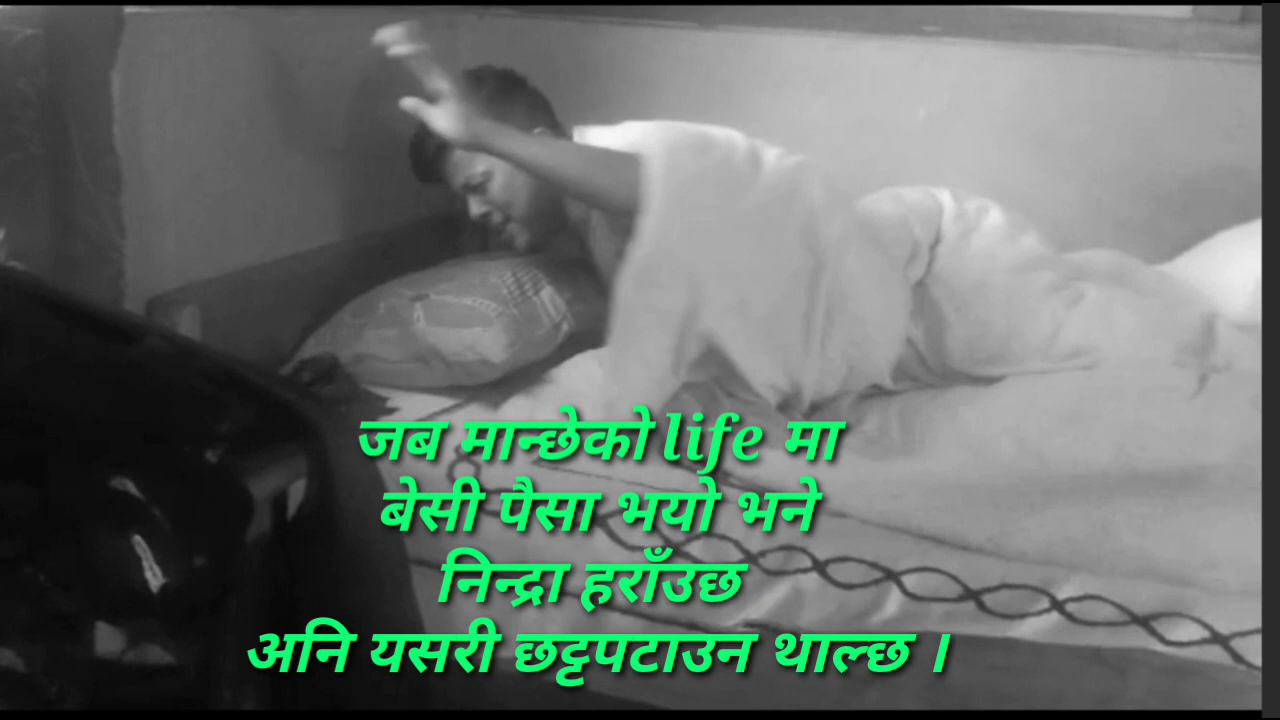 जब मान्छेको life मा
बेसी पैसा भयो भने
निन्द्रा हराँउछ
अनि यसरी छट्टपटाउन थाल्छ ।